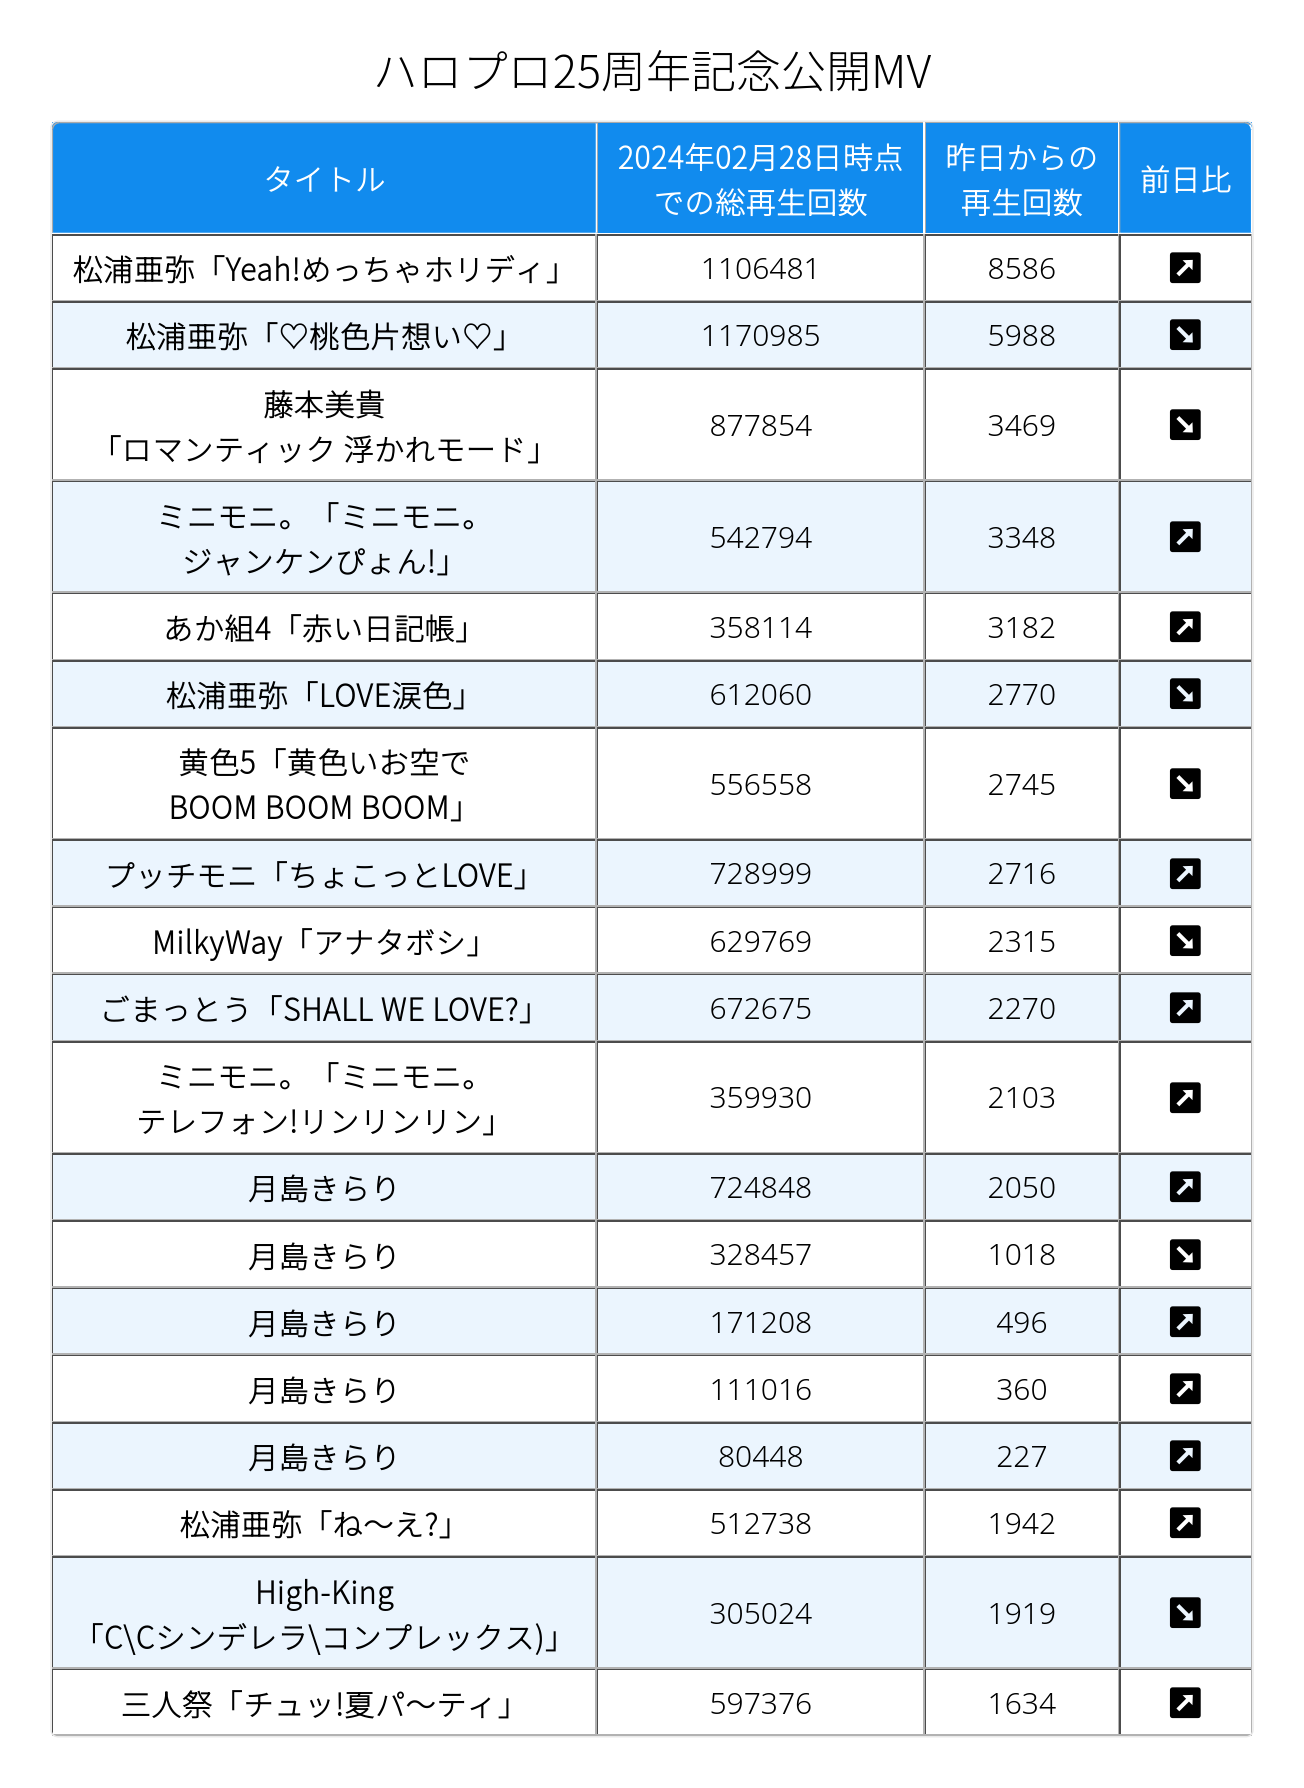 ハロプロ25周年記念公開MV
タイトル
2024年02月28日時点
での総再生回数
昨日からの
再生回数
前日比
松浦亜弥「Yeah!めっちゃホリディ」 1106481 8586 ↗
松浦亜弥「♡桃色片想い♡」 1170985 5988 ↘
藤本美貴
「ロマンティック 浮かれモード」 877854 3469 ↘
ミニモニ。「ミニモニ。
ジャンケンぴょん!」 542794 3348 ↗
あか組4「赤い日記帳」 358114 3182 ↗
松浦亜弥「LOVE涙色」 612060 2770 ↘
黄色5「黄色いお空で
BOOM BOOM BOOM」 556558 2745 ↘
プッチモニ「ちょこっとLOVE」 728999 2716 ↗
MilkyWay「アナタボシ」 629769 2315 ↘
ごまっとう「SHALL WE LOVE?」 672675 2270 ↗
ミニモニ。「ミニモニ。
テレフォン!リンリンリン」 359930 2103 ↗
月島きらり 724848 2050 ↗
月島きらり 328457 1018 ↘
月島きらり 171208 496 ↗
月島きらり 111016 360 ↗
月島きらり 80448 227 ↗
松浦亜弥「ね〜え?」 512738 1942 ↗
High-King
「C\Cシンデレラ\コンプレックス)」 305024 1919 ↘
三人祭「チュッ!夏パ〜ティ」 597376 1634 ↗